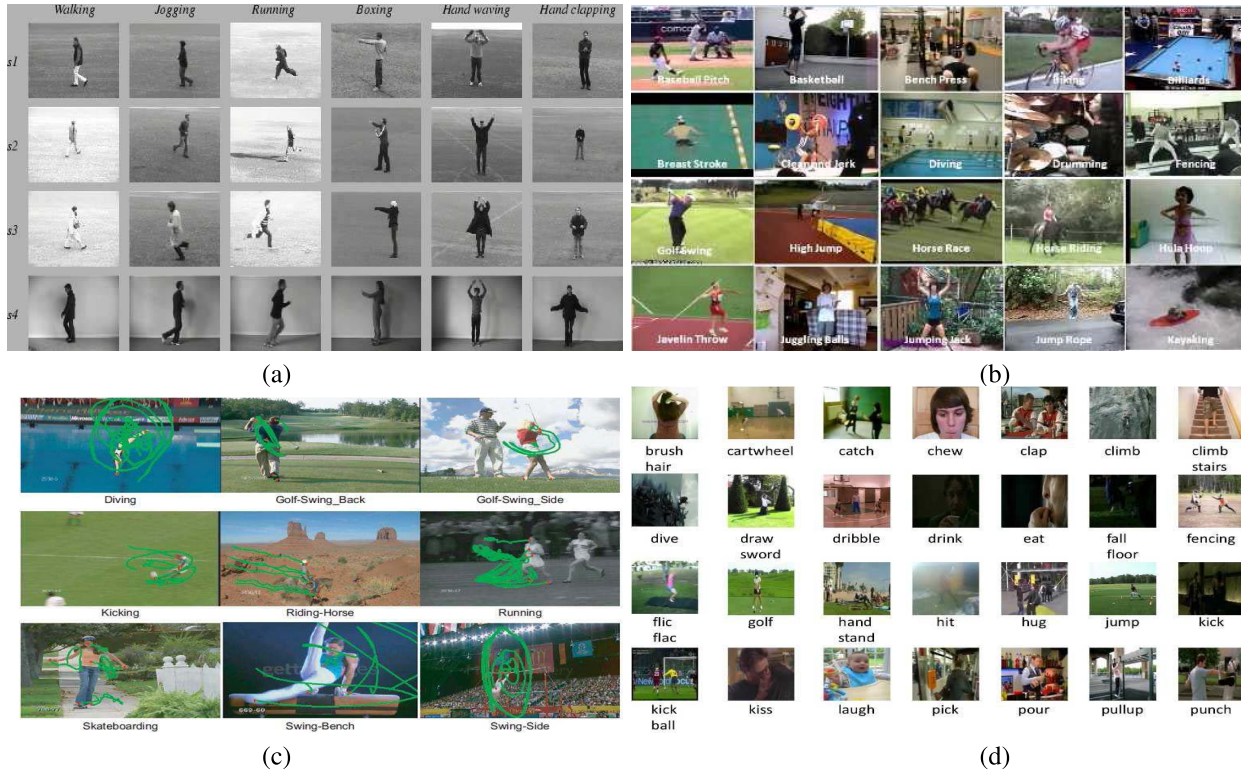 Walking Jogging Running Boxing Hand waving Hand clapping
s1
s2
s3
s4
(a)
comca
Baseball Pitch Basketball Bench Press Biking Billiards
Breast Stroke Clean and Jerk Diving Drumming Fencing
Golf Swing High Jump Horse Race Horse Riding Hula Hoop
Javelin Throw Juggling Balls Jumping Jack Jump Rope Kayaking
(b)
Diving Golf-Swing_Back Golf-Swing_Side
Kicking Riding-Horse Running
Skateboarding Swing-Bench Swing-Side
(c)
brush hair cartwheel catch chew clap climb climb stairs
dive draw sword dribble drink eat fall floor fencing
flic flac golf hand stand hit hug jump kick
kick ball kiss laugh pick pour pullup punch
(d)